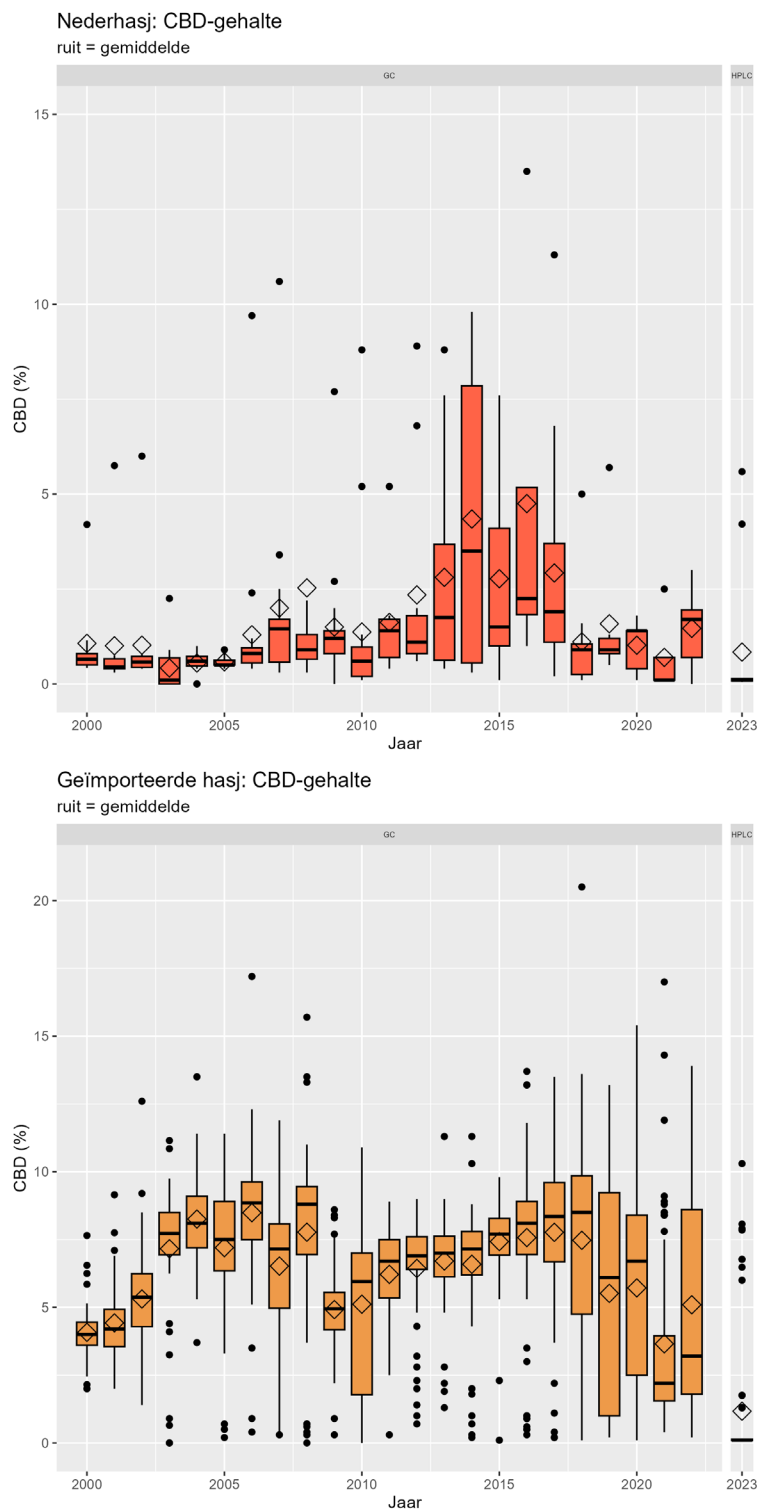 Nederhasj: CBD-gehalte
ruit = gemiddelde
GC HPLC
15
10
5
0
CBD (%)
2000 2005 2010 2015 2020 2023
Jaar
Geïmporteerde hasj: CBD-gehalte
ruit = gemiddelde
GC HPLC
20
15
10
5
0
CBD (%)
2000 2005 2010 2015 2020 2023
Jaar